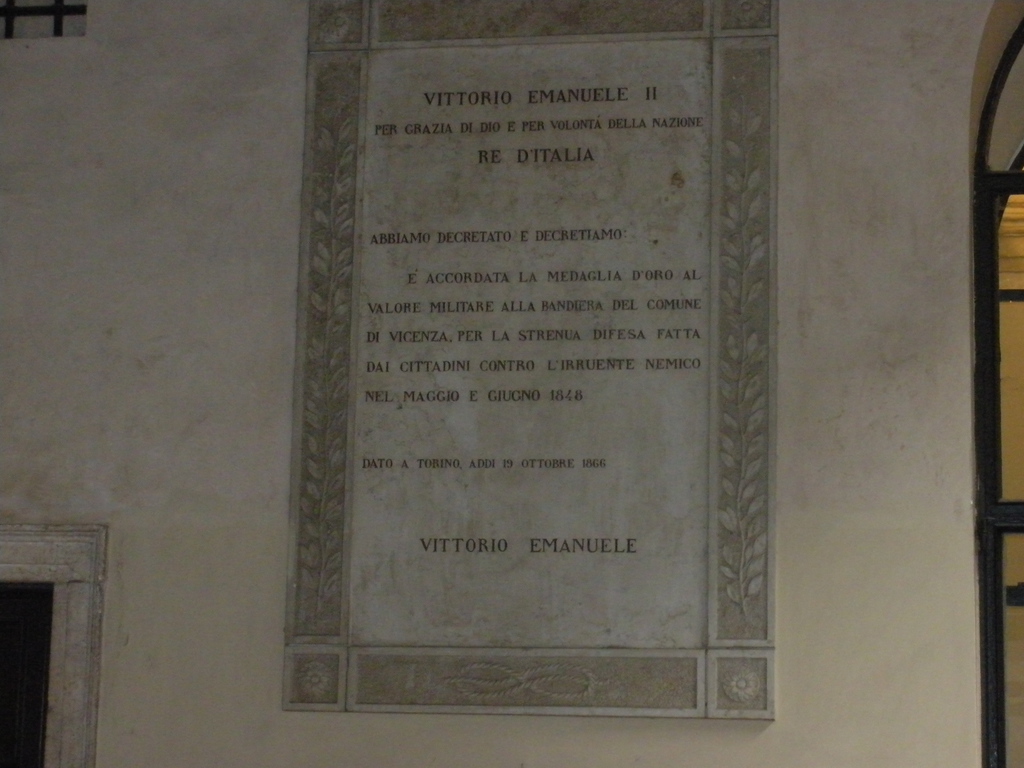 VITTORIO EMANUELE II
PER GRAZIA DI DIO E PER VOLONTÁ DELLA NAZIONE
RE D'ITALIA
ABBIAMO DECRETATO E DECRETIAMO:
É ACCORDATA LA MEDAGLIA D'ORO AL
VALORE MILITARE ALLA BANDIERA DEL COMUNE
DI VICENZA, PER LA STRENUA DIFESA FATTA
DAI CITTADINI CONTRO L'IRRUENTE NEMICO
NEL MAGGIO E GIUGNO 1848
DATO A TORINO, ADDI 19 OTTOBRE 1866
VITTORIO EMANUELE